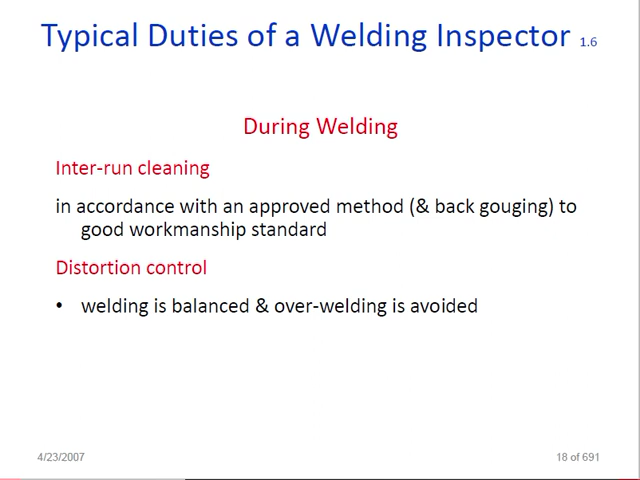 Typical Duties of a Welding Inspector 1.6
During Welding
Inter-run cleaning
in accordance with an approved method (& back gouging) to
good workmanship standard
Distortion control
• welding is balanced & over-welding is avoided
4/23/2007
18 of 691